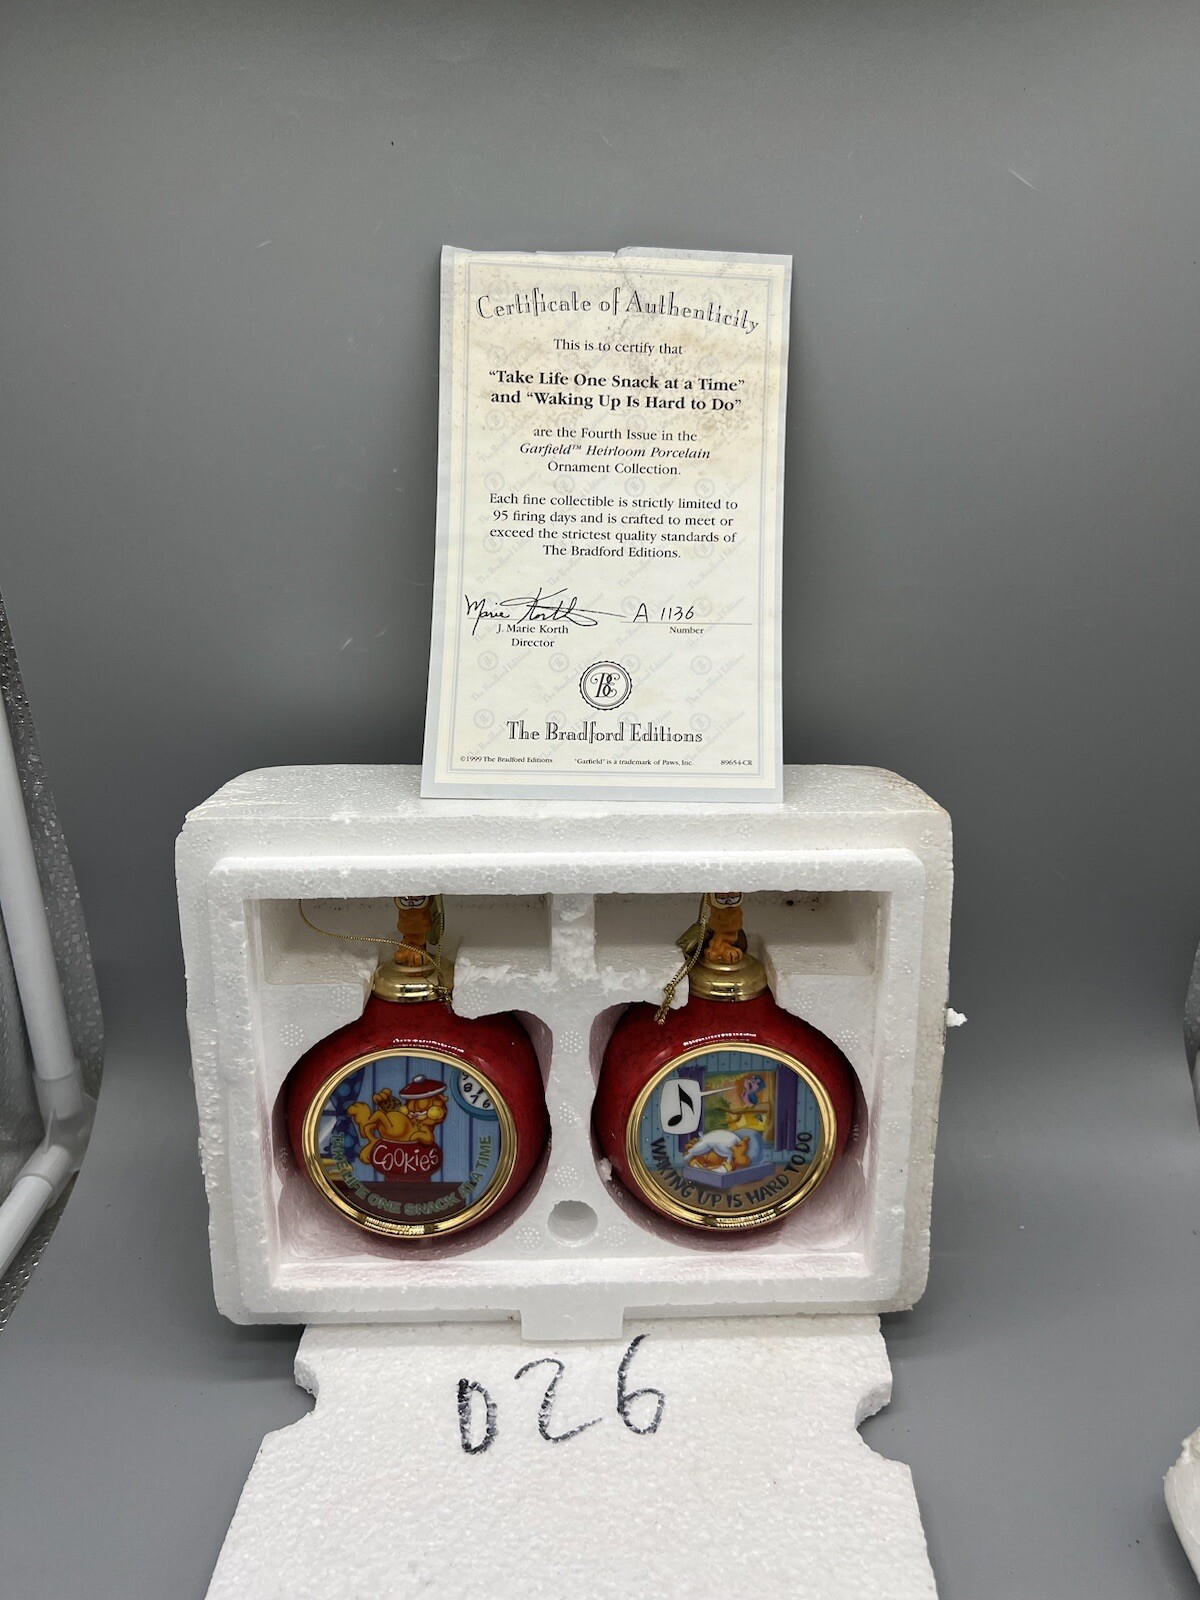 Certificate of Authenticity
This is to certify that
"Take Life One Snack at a Time"
and "Waking Up Is Hard to Do"
are the Fourth Issue in the
Garfield™ Heirloom Porcelain
Ornament Collection.
Each fine collectible is strictly limited to
95 firing days and is crafted to meet or
exceed the strictest quality standards of
The Bradford Editions.
Marie Korth A 1136
J. Marie Korth Number
Director
BE
The Bradford Editions
©1999 The Bradford Editions "Garfield" is a trademark of Paws, Inc. 89654-CR
COOKIES
TAKE LIFE ONE SNACK AT A TIME
WAKING UP IS HARD TO DO
D26